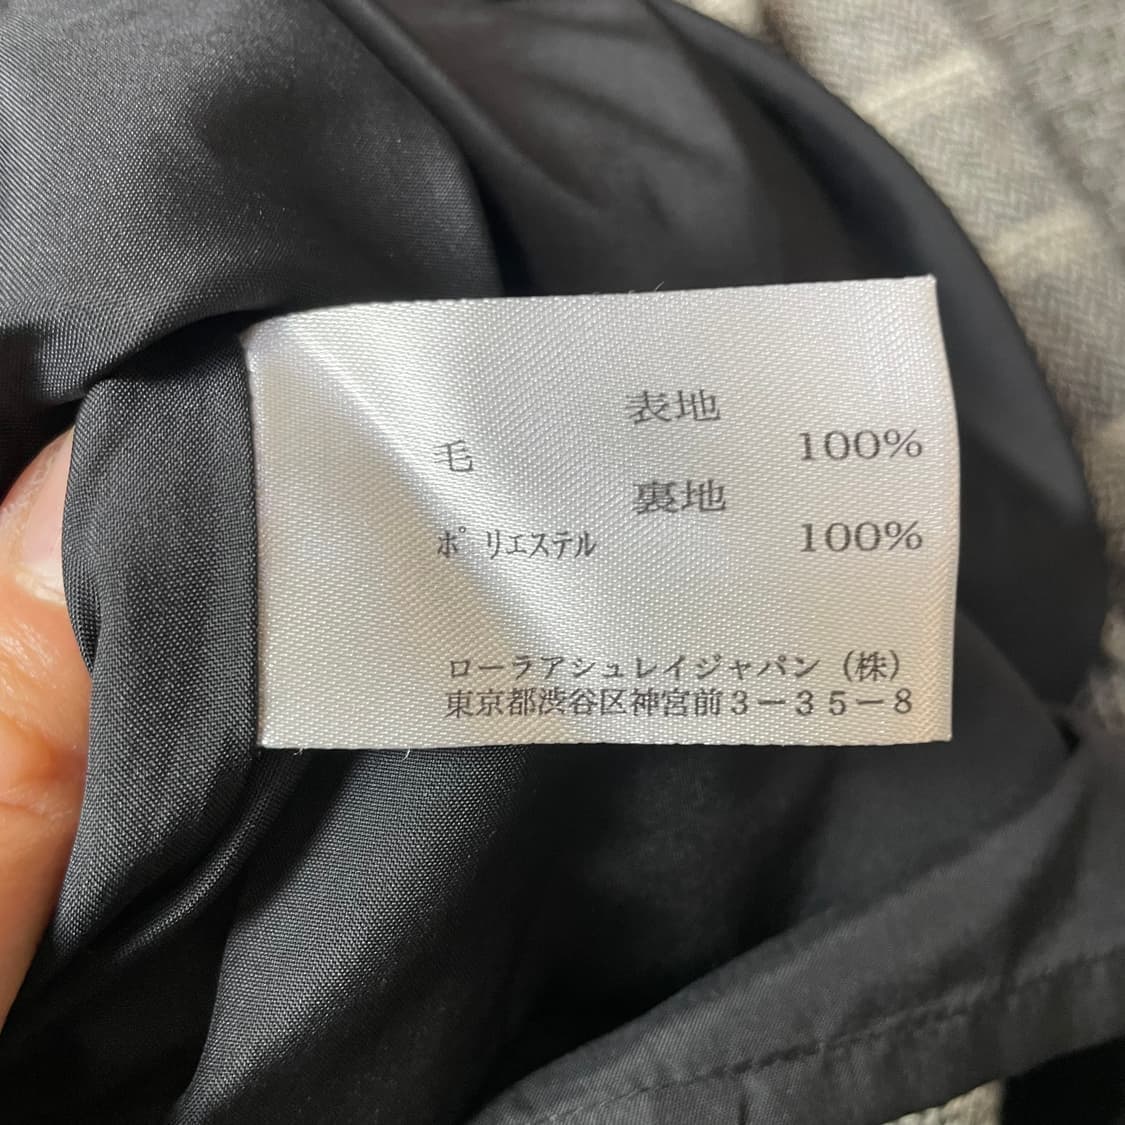 表地
毛 100%
裏地
ポリエステル 100%
ローラアシュレイジャパン（株）
東京都渋谷区神宮前３－３５－８